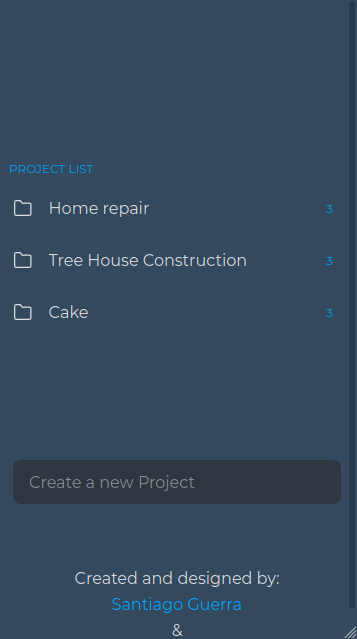 PROJECT LIST
Home repair 3
Tree House Construction 3
Cake 3
Create a new Project
Created and designed by:
Santiago Guerra
&